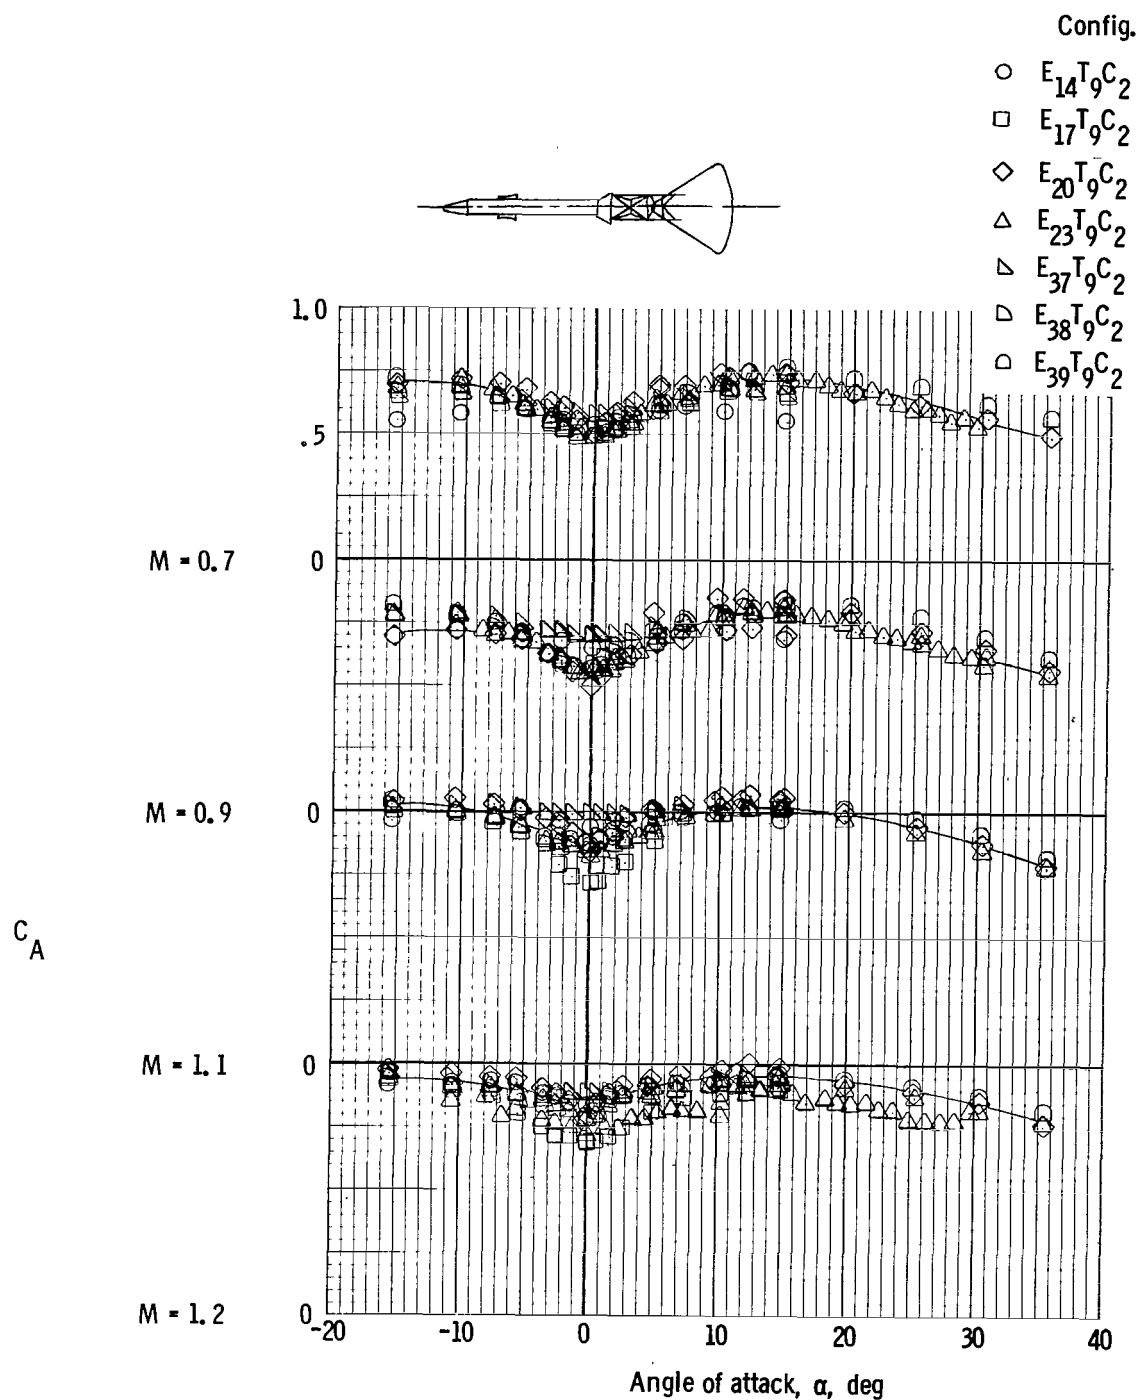 Config.
E14T9C2
E17T9C2
E20T9C2
E23T9C2
E37T9C2
E38T9C2
E39T9C2
1.0
.5
M = 0.7 0
M = 0.9 0
CA
M = 1.1 0
M = 1.2 0
-20 -10 0 10 20 30 40
Angle of attack, α, deg